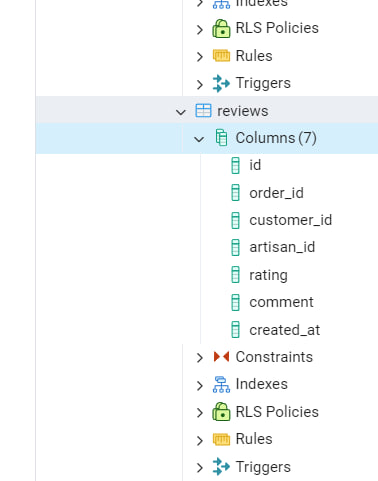 Indexes
RLS Policies
Rules
Triggers
reviews
Columns (7)
id
order_id
customer_id
artisan_id
rating
comment
created_at
Constraints
Indexes
RLS Policies
Rules
Triggers